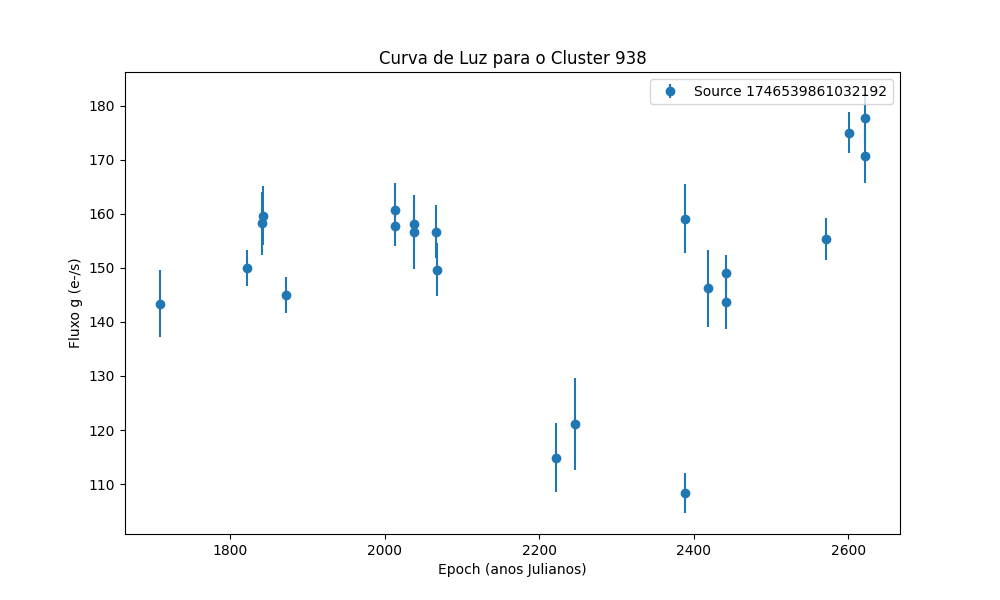 Curva de Luz para o Cluster 938
Source 1746539861032192
Fluxo g (e-/s)
180
170
160
150
140
130
120
110
1800 2000 2200 2400 2600
Epoch (anos Julianos)